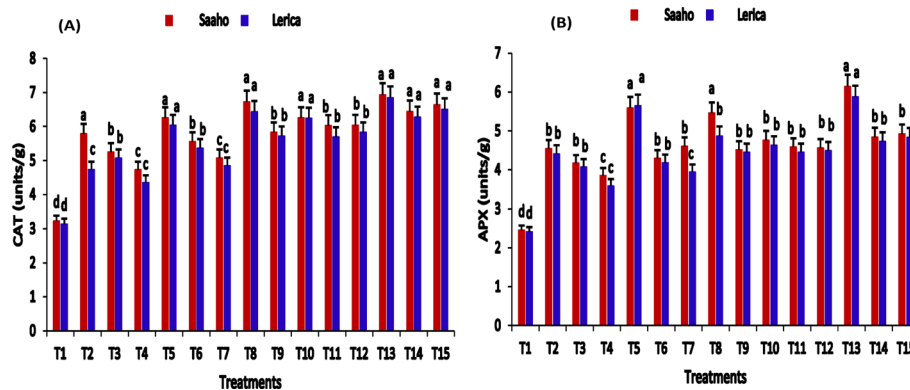 (A)
Saaho Lerica
CAT (units/g)
8
7
6
5
4
3
2
1
0
d d a c b b c c a a b b c c a a b b a a b b b b a a a a a a
T1 T2 T3 T4 T5 T6 T7 T8 T9 T10 T11 T12 T13 T14 T15
Treatments
(B)
Saaho Lerica
APX (units/g)
7
6
5
4
3
2
1
0
d d b b b b c c a a b b b c a b b b b b b b b b a a b b b b
T1 T2 T3 T4 T5 T6 T7 T8 T9 T10 T11 T12 T13 T14 T15
Treatments